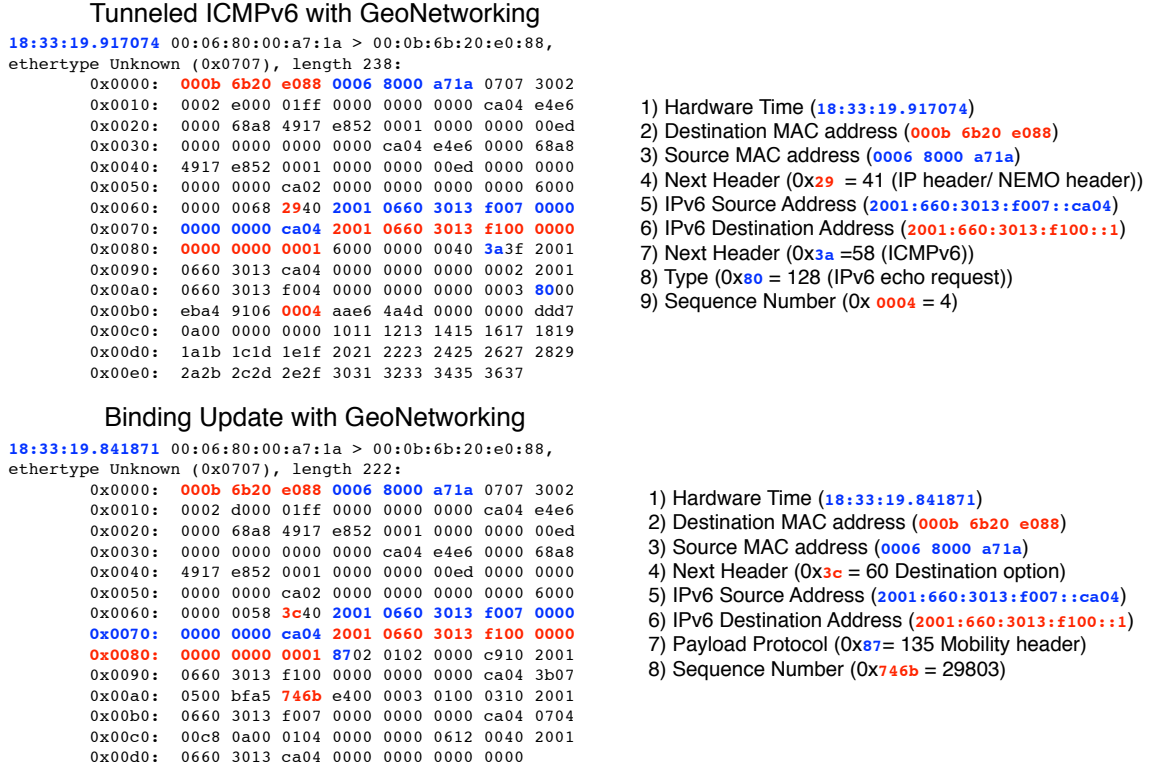 Tunneled ICMPv6 with GeoNetworking
18:33:19.917074 00:06:80:00:a7:1a > 00:0b:6b:20:e0:88,
ethertype Unknown (0x0707), length 238:
0x0000: 000b 6b20 e088 0006 8000 a71a 0707 3002
0x0010: 0002 e000 01ff 0000 0000 0000 ca04 e4e6
0x0020: 0000 68a8 4917 e852 0001 0000 0000 00ed
0x0030: 0000 0000 0000 0000 ca04 e4e6 0000 68a8
0x0040: 4917 e852 0001 0000 0000 00ed 0000 0000
0x0050: 0000 0000 ca02 0000 0000 0000 0000 6000
0x0060: 0000 0068 2940 2001 0660 3013 f007 0000
0x0070: 0000 0000 ca04 2001 0660 3013 f100 0000
0x0080: 0000 0000 0001 6000 0000 0040 3a3f 2001
0x0090: 0660 3013 ca04 0000 0000 0000 0002 2001
0x00a0: 0660 3013 f004 0000 0000 0000 0003 8000
0x00b0: eba4 9106 0004 aae6 4a4d 0000 0000 ddd7
0x00c0: 0a00 0000 0000 1011 1213 1415 1617 1819
0x00d0: 1a1b 1c1d 1e1f 2021 2223 2425 2627 2829
0x00e0: 2a2b 2c2d 2e2f 3031 3233 3435 3637
1) Hardware Time (18:33:19.917074)
2) Destination MAC address (000b 6b20 e088)
3) Source MAC address (0006 8000 a71a)
4) Next Header (0x29 = 41 (IP header/ NEMO header))
5) IPv6 Source Address (2001:660:3013:f007::ca04)
6) IPv6 Destination Address (2001:660:3013:f100::1)
7) Next Header (0x3a =58 (ICMPv6))
8) Type (0x80 = 128 (IPv6 echo request))
9) Sequence Number (0x 0004 = 4)
Binding Update with GeoNetworking
18:33:19.841871 00:06:80:00:a7:1a > 00:0b:6b:20:e0:88,
ethertype Unknown (0x0707), length 222:
0x0000: 000b 6b20 e088 0006 8000 a71a 0707 3002
0x0010: 0002 d000 01ff 0000 0000 0000 ca04 e4e6
0x0020: 0000 68a8 4917 e852 0001 0000 0000 00ed
0x0030: 0000 0000 0000 0000 ca04 e4e6 0000 68a8
0x0040: 4917 e852 0001 0000 0000 00ed 0000 0000
0x0050: 0000 0000 ca02 0000 0000 0000 0000 6000
0x0060: 0000 0058 3c40 2001 0660 3013 f007 0000
0x0070: 0000 0000 ca04 2001 0660 3013 f100 0000
0x0080: 0000 0000 0001 8702 0102 0000 c910 2001
0x0090: 0660 3013 f100 0000 0000 0000 ca04 3b07
0x00a0: 0500 bfa5 746b e400 0003 0100 0310 2001
0x00b0: 0660 3013 f007 0000 0000 0000 ca04 0704
0x00c0: 00c8 0a00 0104 0000 0000 0612 0040 2001
0x00d0: 0660 3013 ca04 0000 0000 0000 0000
1) Hardware Time (18:33:19.841871)
2) Destination MAC address (000b 6b20 e088)
3) Source MAC address (0006 8000 a71a)
4) Next Header (0x3c = 60 Destination option)
5) IPv6 Source Address (2001:660:3013:f007::ca04)
6) IPv6 Destination Address (2001:660:3013:f100::1)
7) Payload Protocol (0x87= 135 Mobility header)
8) Sequence Number (0x746b = 29803)